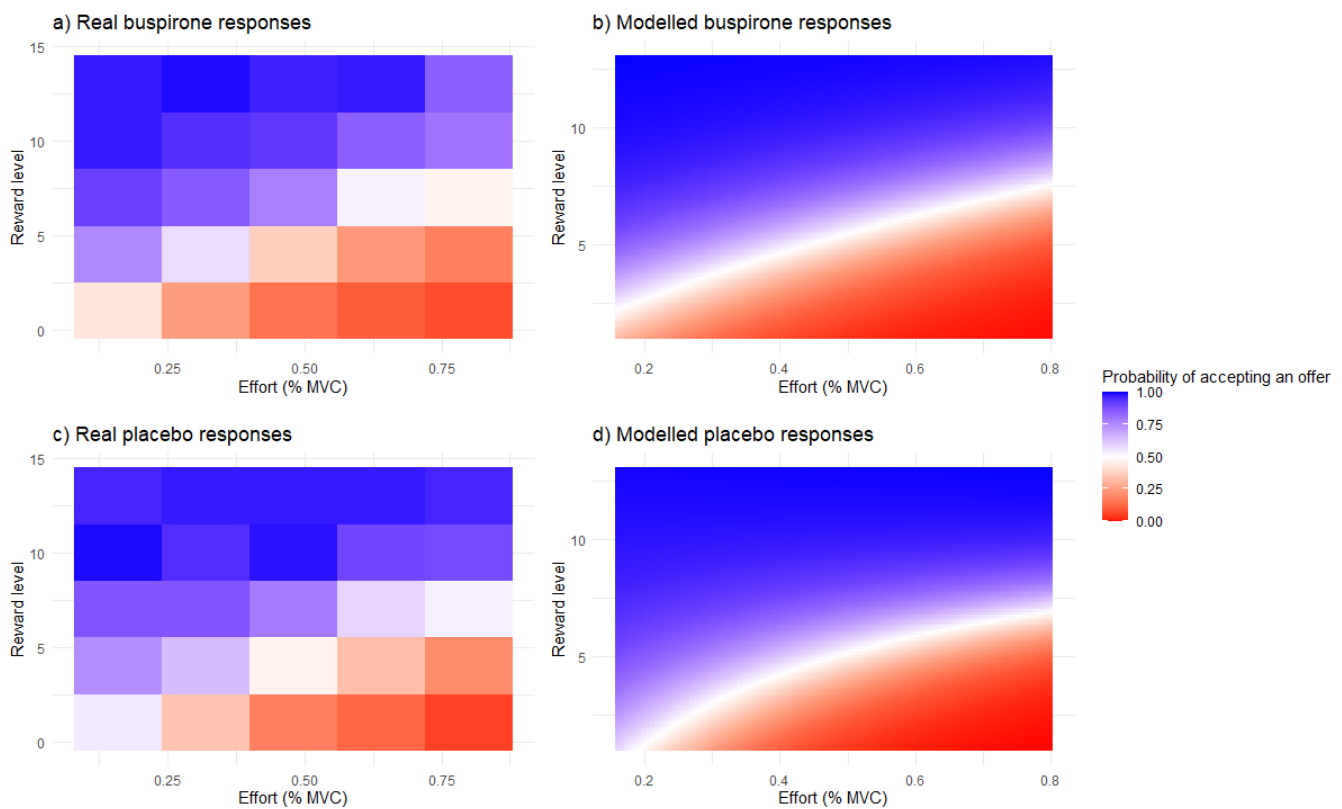 a) Real buspirone responses
15
10
5
0
Reward level
0.25
0.50
0.75
Effort (% MVC)
b) Modelled buspirone responses
10
5
Reward level
0.2
0.4
0.6
0.8
Effort (% MVC)
c) Real placebo responses
15
10
5
0
Reward level
0.25
0.50
0.75
Effort (% MVC)
d) Modelled placebo responses
10
5
Reward level
0.2
0.4
0.6
0.8
Effort (% MVC)
Probability of accepting an offer
1.00
0.75
0.50
0.25
0.00